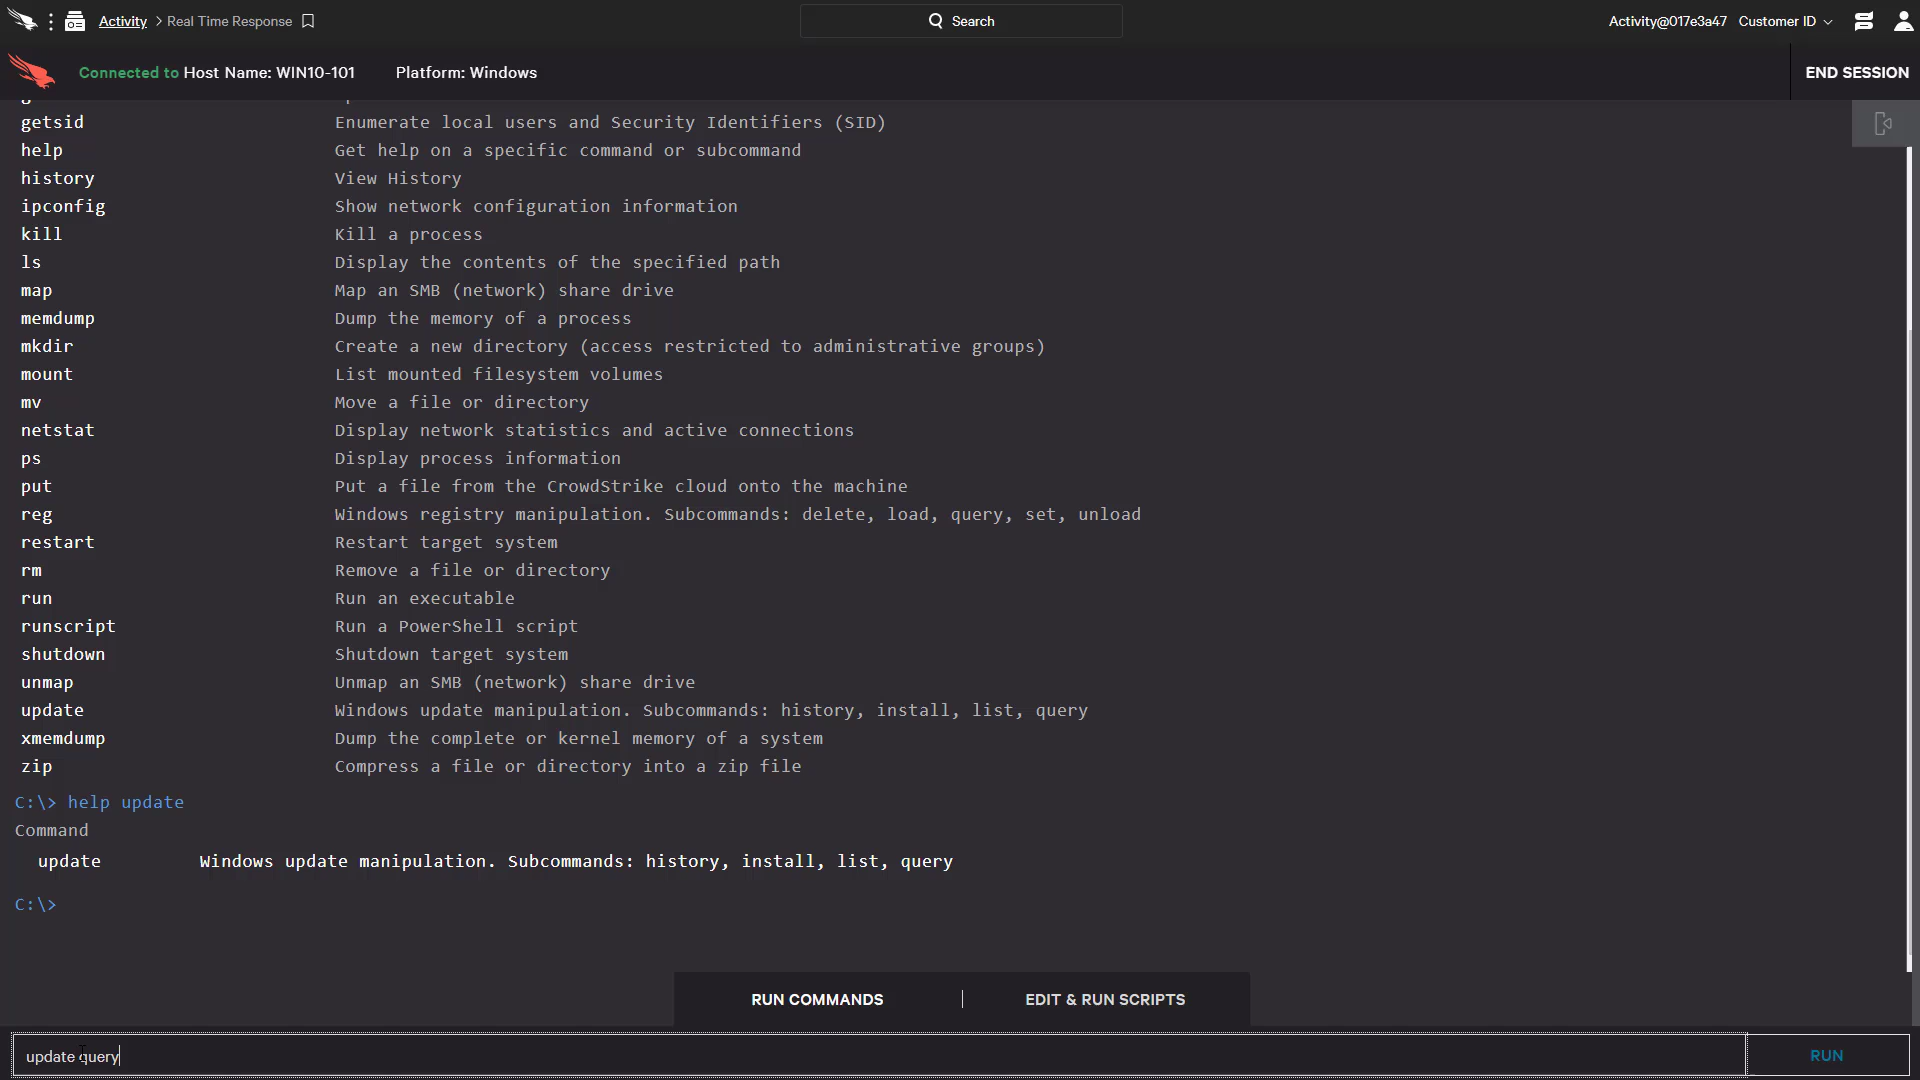 Activity > Real Time Response
Search
Activity@017e3a47 Customer ID
Connected to Host Name: WIN10-101 Platform: Windows
END SESSION
getsid Enumerate local users and Security Identifiers (SID)
help Get help on a specific command or subcommand
history View History
ipconfig Show network configuration information
kill Kill a process
ls Display the contents of the specified path
map Map an SMB (network) share drive
memdump Dump the memory of a process
mkdir Create a new directory (access restricted to administrative groups)
mount List mounted filesystem volumes
mv Move a file or directory
netstat Display network statistics and active connections
ps Display process information
put Put a file from the CrowdStrike cloud onto the machine
reg Windows registry manipulation. Subcommands: delete, load, query, set, unload
restart Restart target system
rm Remove a file or directory
run Run an executable
runscript Run a PowerShell script
shutdown Shutdown target system
unmap Unmap an SMB (network) share drive
update Windows update manipulation. Subcommands: history, install, list, query
xmemdump Dump the complete or kernel memory of a system
zip Compress a file or directory into a zip file
C:\> help update
Command
update Windows update manipulation. Subcommands: history, install, list, query
C:\>
RUN COMMANDS | EDIT & RUN SCRIPTS
update query
RUN